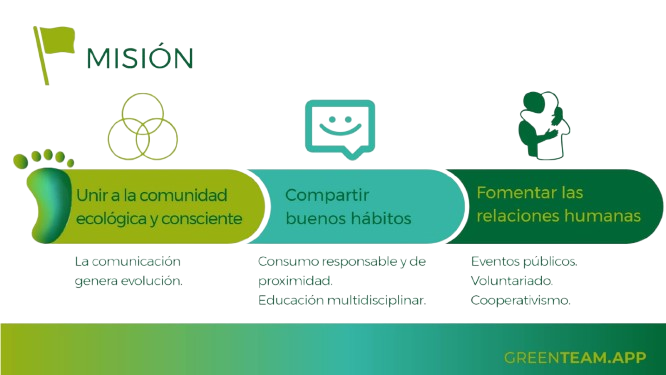 MISIÓN
Unir a la comunidad
ecológica y consciente
La comunicación
genera evolución.
Compartir
buenos hábitos
Consumo responsable y de
proximidad.
Educación multidisciplinar.
Fomentar las
relaciones humanas
Eventos públicos.
Voluntariado.
Cooperativismo.
GREENTEAM.APP